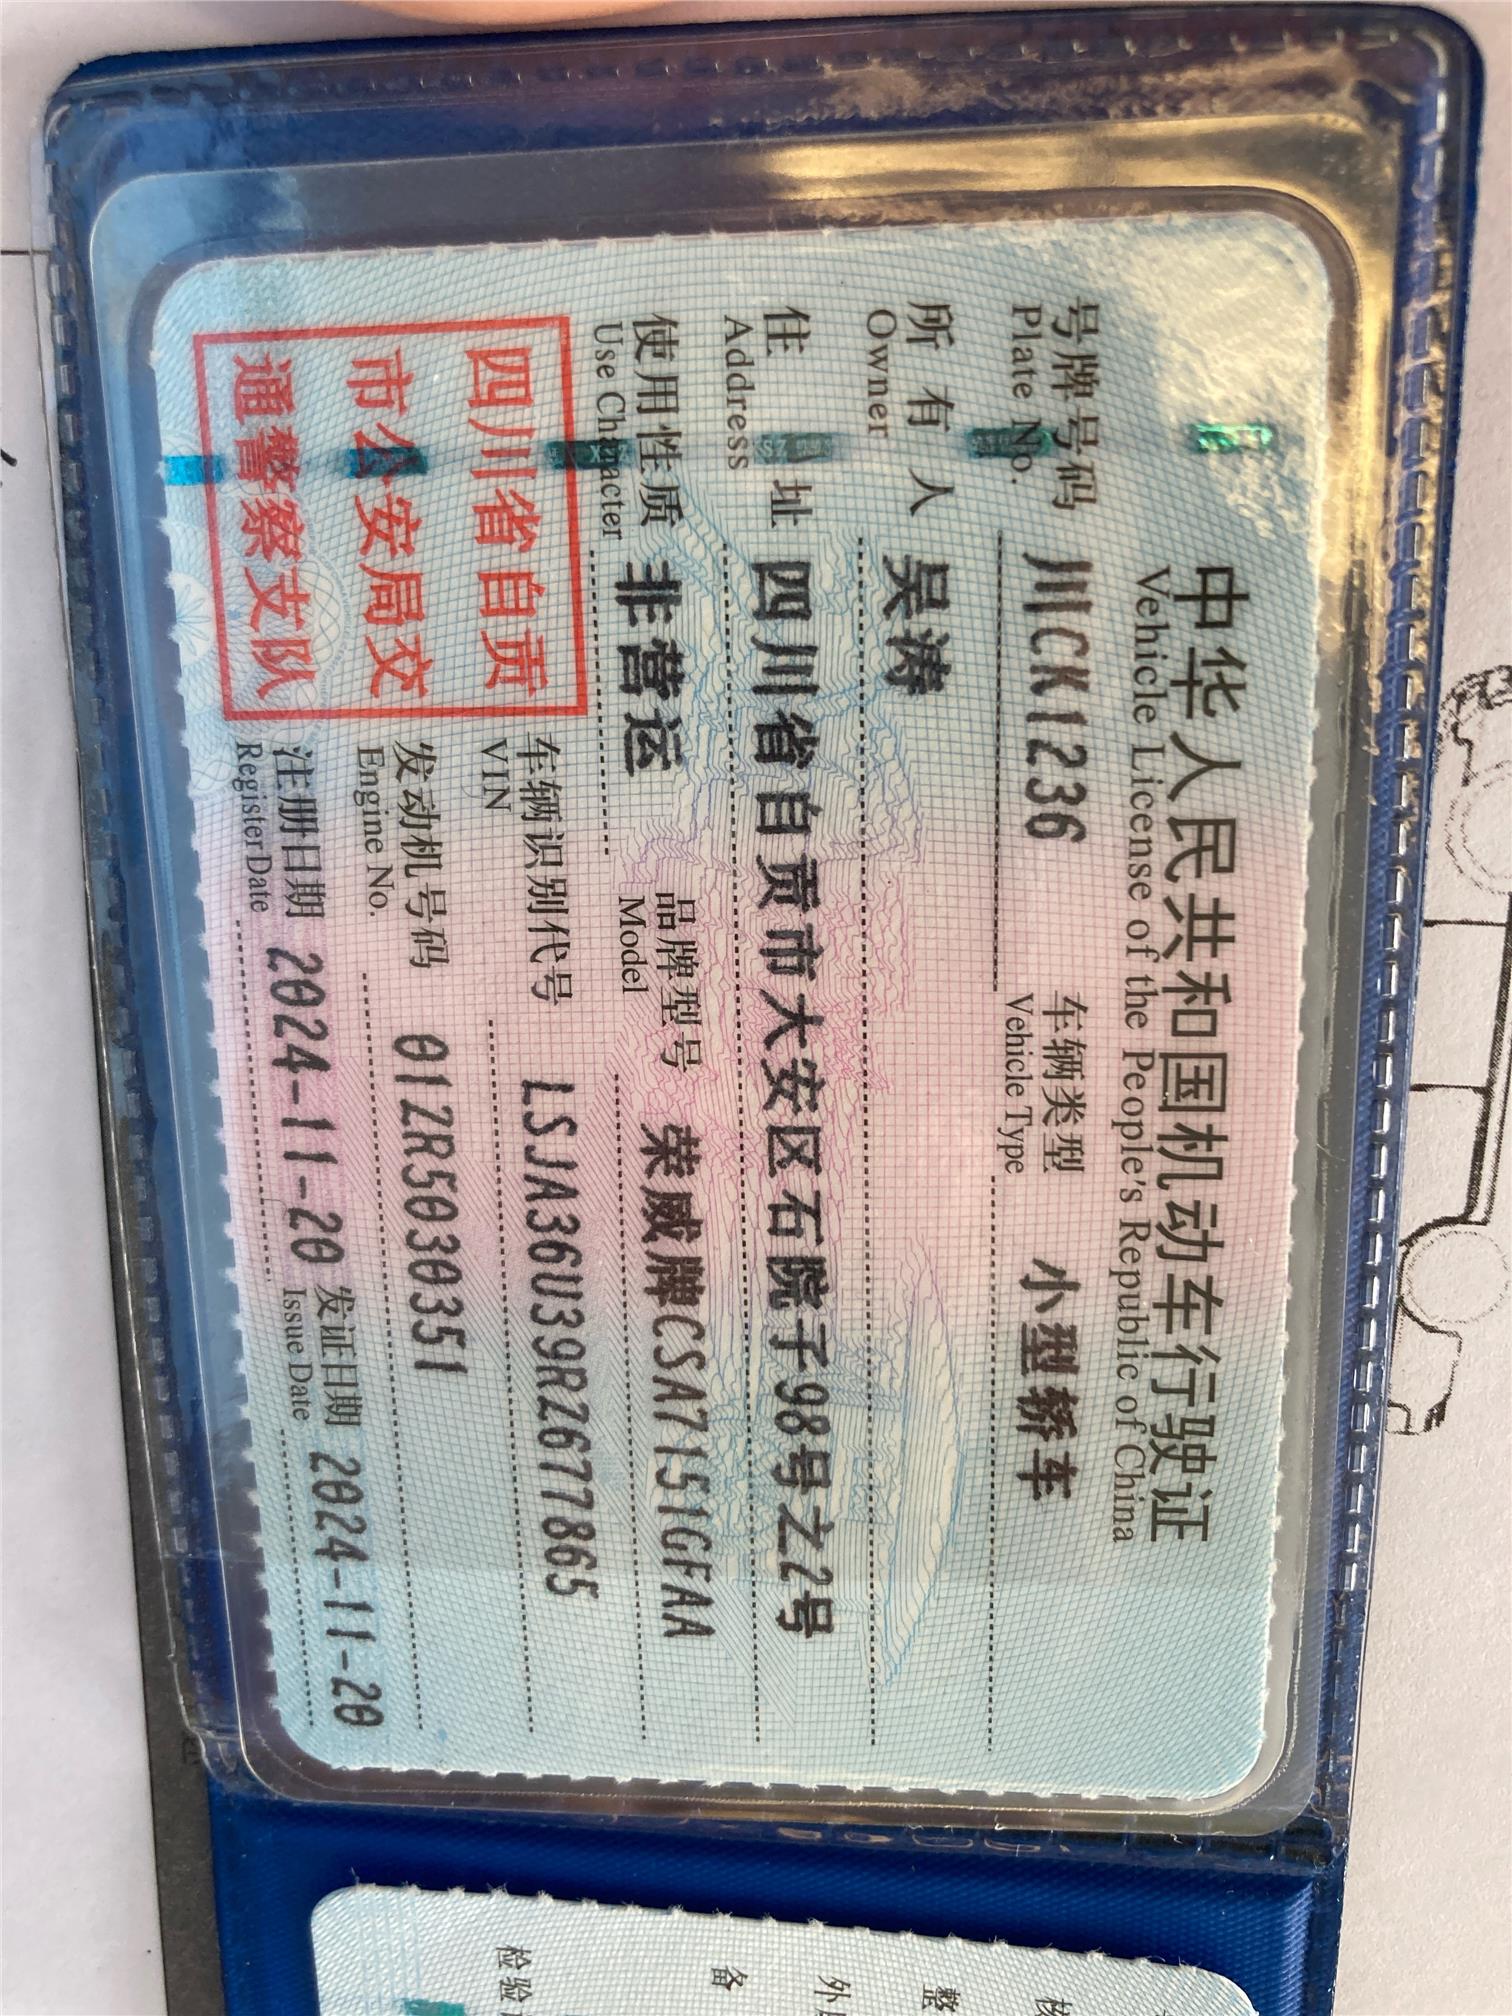 中华人民共和国机动车行驶证
Vehicle License of the People's Republic of China
号牌号码 川CK1236 车辆类型 小型轿车
Plate No. Vehicle Type
所有人 吴涛
Owner
住址 四川省自贡市大安区石院子98号之2号
Address
使用性质 非营运 品牌型号 荣威牌CSA7151GFAA
Use Character Model
四川省自贡
市公安局交
通警察支队
车辆识别代号 LSJA36U39RZ677865
VIN
发动机号码 01ZR5030351
Engine No.
注册日期 2024-11-20 发证日期 2024-11-20
Register Date Issue Date
整
外
备
检验